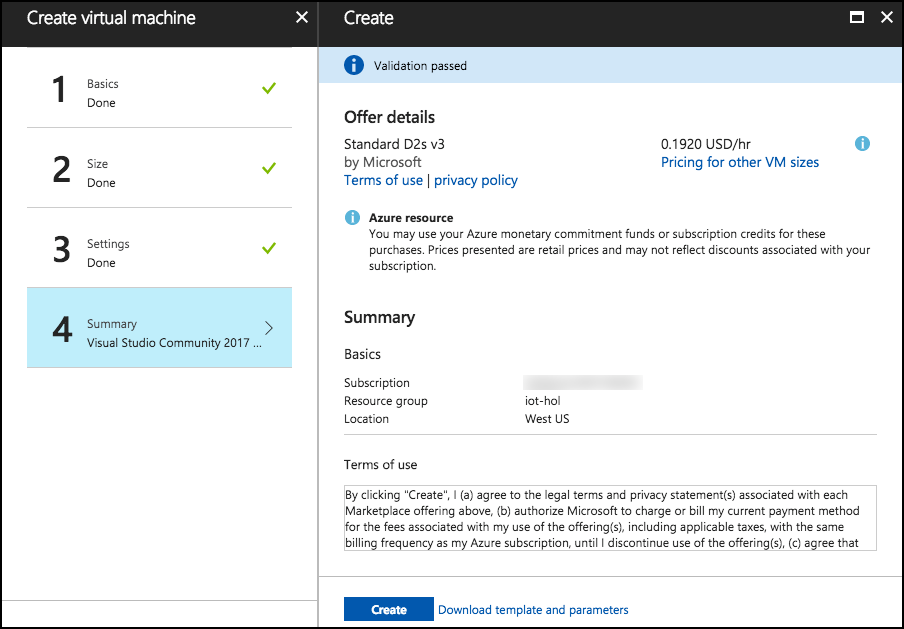 Create virtual machine
1
Basics
Done
2
Size
Done
3
Settings
Done
4
Summary
Visual Studio Community 2017 ...
Create
Validation passed
Offer details
Standard D2s v3
0.1920 USD/hr
by Microsoft
Pricing for other VM sizes
Terms of use | privacy policy
Azure resource
You may use your Azure monetary commitment funds or subscription credits for these
purchases. Prices presented are retail prices and may not reflect discounts associated with your
subscription.
Summary
Basics
Subscription
Resource group iot-hol
Location West US
Terms of use
By clicking "Create", I (a) agree to the legal terms and privacy statement(s) associated with each
Marketplace offering above, (b) authorize Microsoft to charge or bill my current payment method
for the fees associated with my use of the offering(s), including applicable taxes, with the same
billing frequency as my Azure subscription, until I discontinue use of the offering(s), (c) agree that
Create Download template and parameters